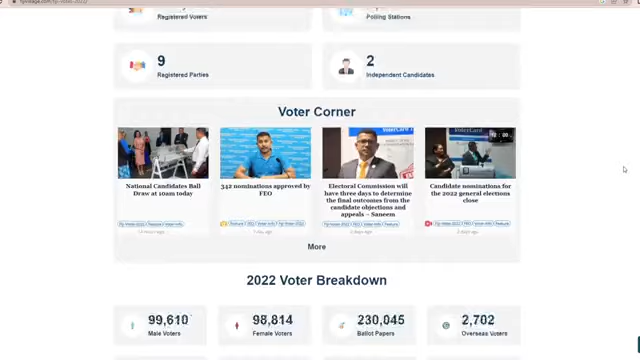 Registered Voters
Polling Stations
9
Registered Parties
2
Independent Candidates
Voter Corner
National Candidates Ball
Draw at 10am today
342 nominations approved by
FEO
Electoral Commission will
have three days to determine
the final outcomes from the
candidate objections and
appeals – Saneem
Candidate nominations for
the 2022 general elections
close
More
2022 Voter Breakdown
99,610
Male Voters
98,814
Female Voters
230,045
Ballot Papers
2,702
Overseas Voters